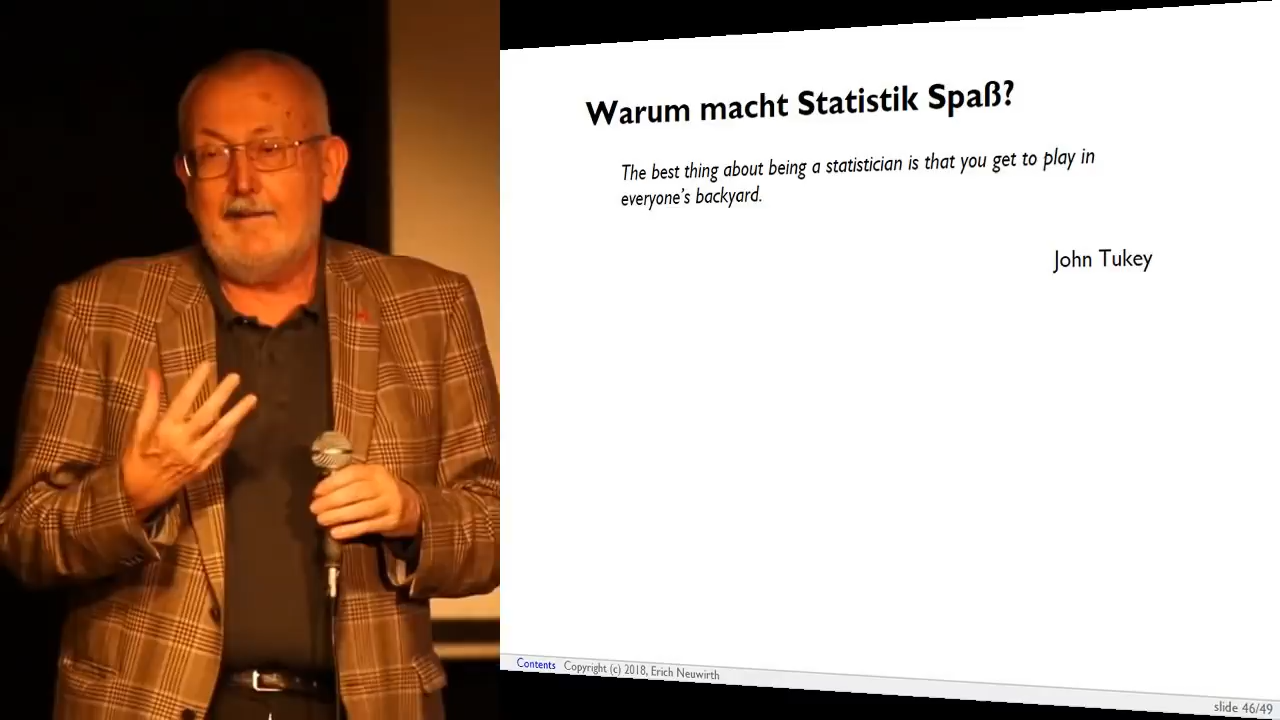 Warum macht Statistik Spaß?
The best thing about being a statistician is that you get to play in
everyone's backyard.
John Tukey
Contents Copyright (c) 2018, Erich Neuwirth
slide 46/49